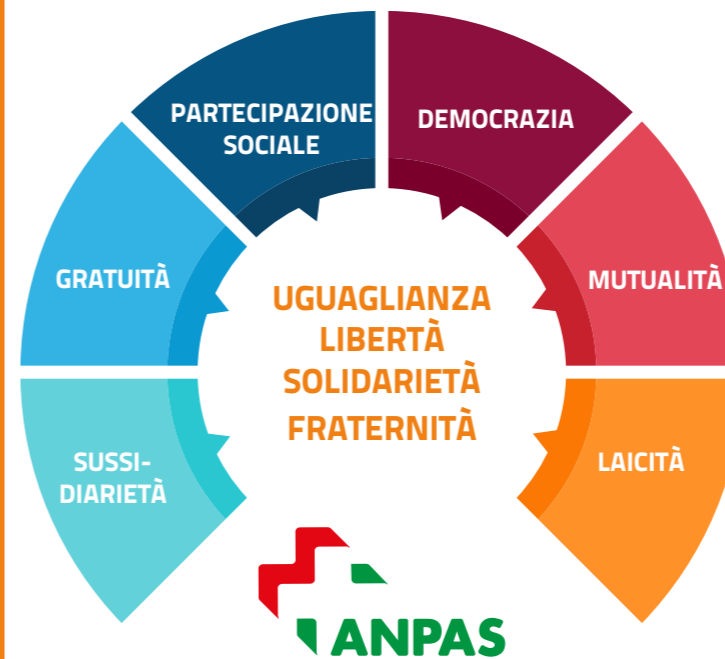 PARTECIPAZIONE
SOCIALE
DEMOCRAZIA
GRATUITÀ
MUTUALITÀ
UGUAGLIANZA
LIBERTÀ
SOLIDARIETÀ
FRATERNITÀ
SUSSI-
DIARIETÀ
LAICITÀ
ANPAS